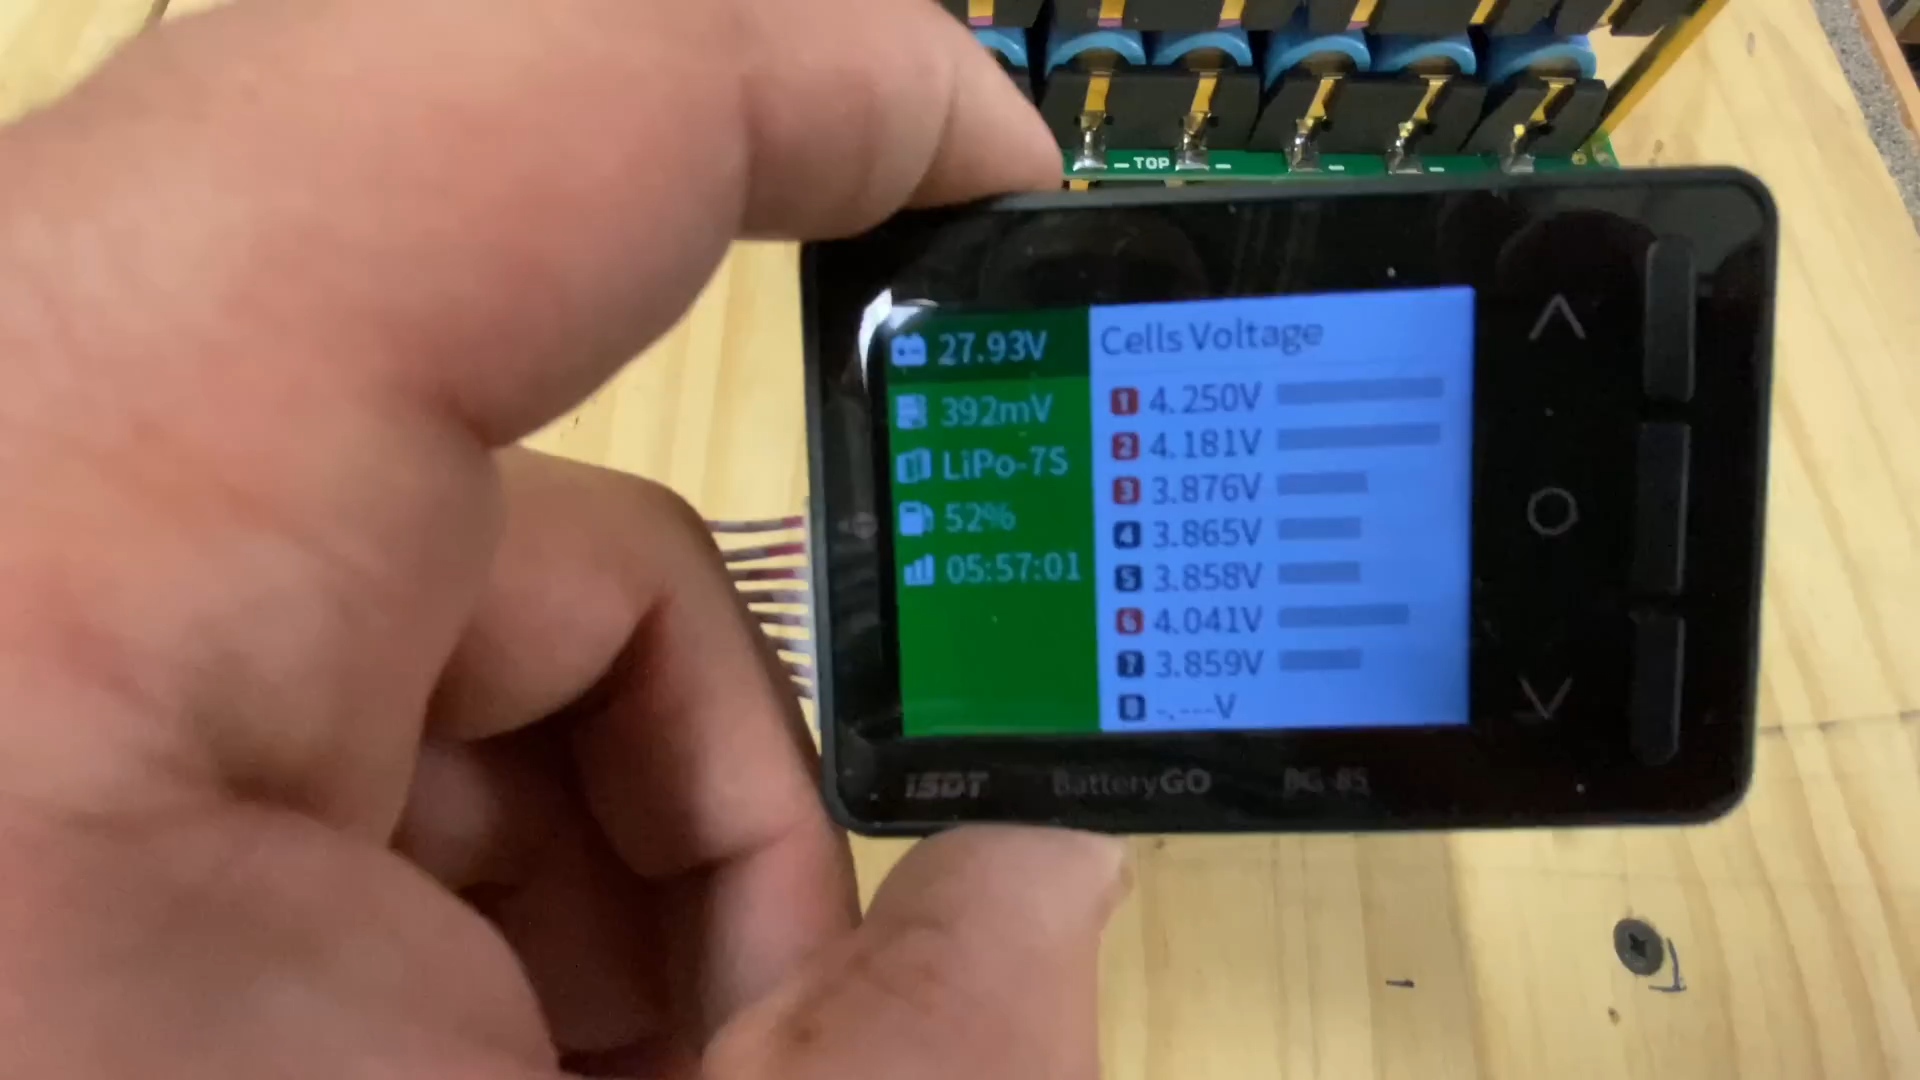 - TOP - - -
27.93V
392mV
LiPo-7S
52%
05:57:01
Cells Voltage
1 4.250V
2 4.181V
3 3.876V
4 3.865V
5 3.858V
6 4.041V
7 3.859V
8 -.---V
iSDT BatteryGO BG-8S
1